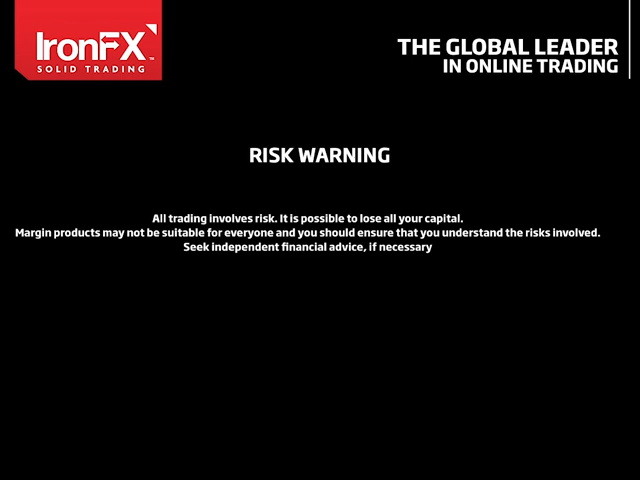 IronFX™
SOLID TRADING
THE GLOBAL LEADER
IN ONLINE TRADING
RISK WARNING
All trading involves risk. It is possible to lose all your capital.
Margin products may not be suitable for everyone and you should ensure that you understand the risks involved.
Seek independent financial advice, if necessary